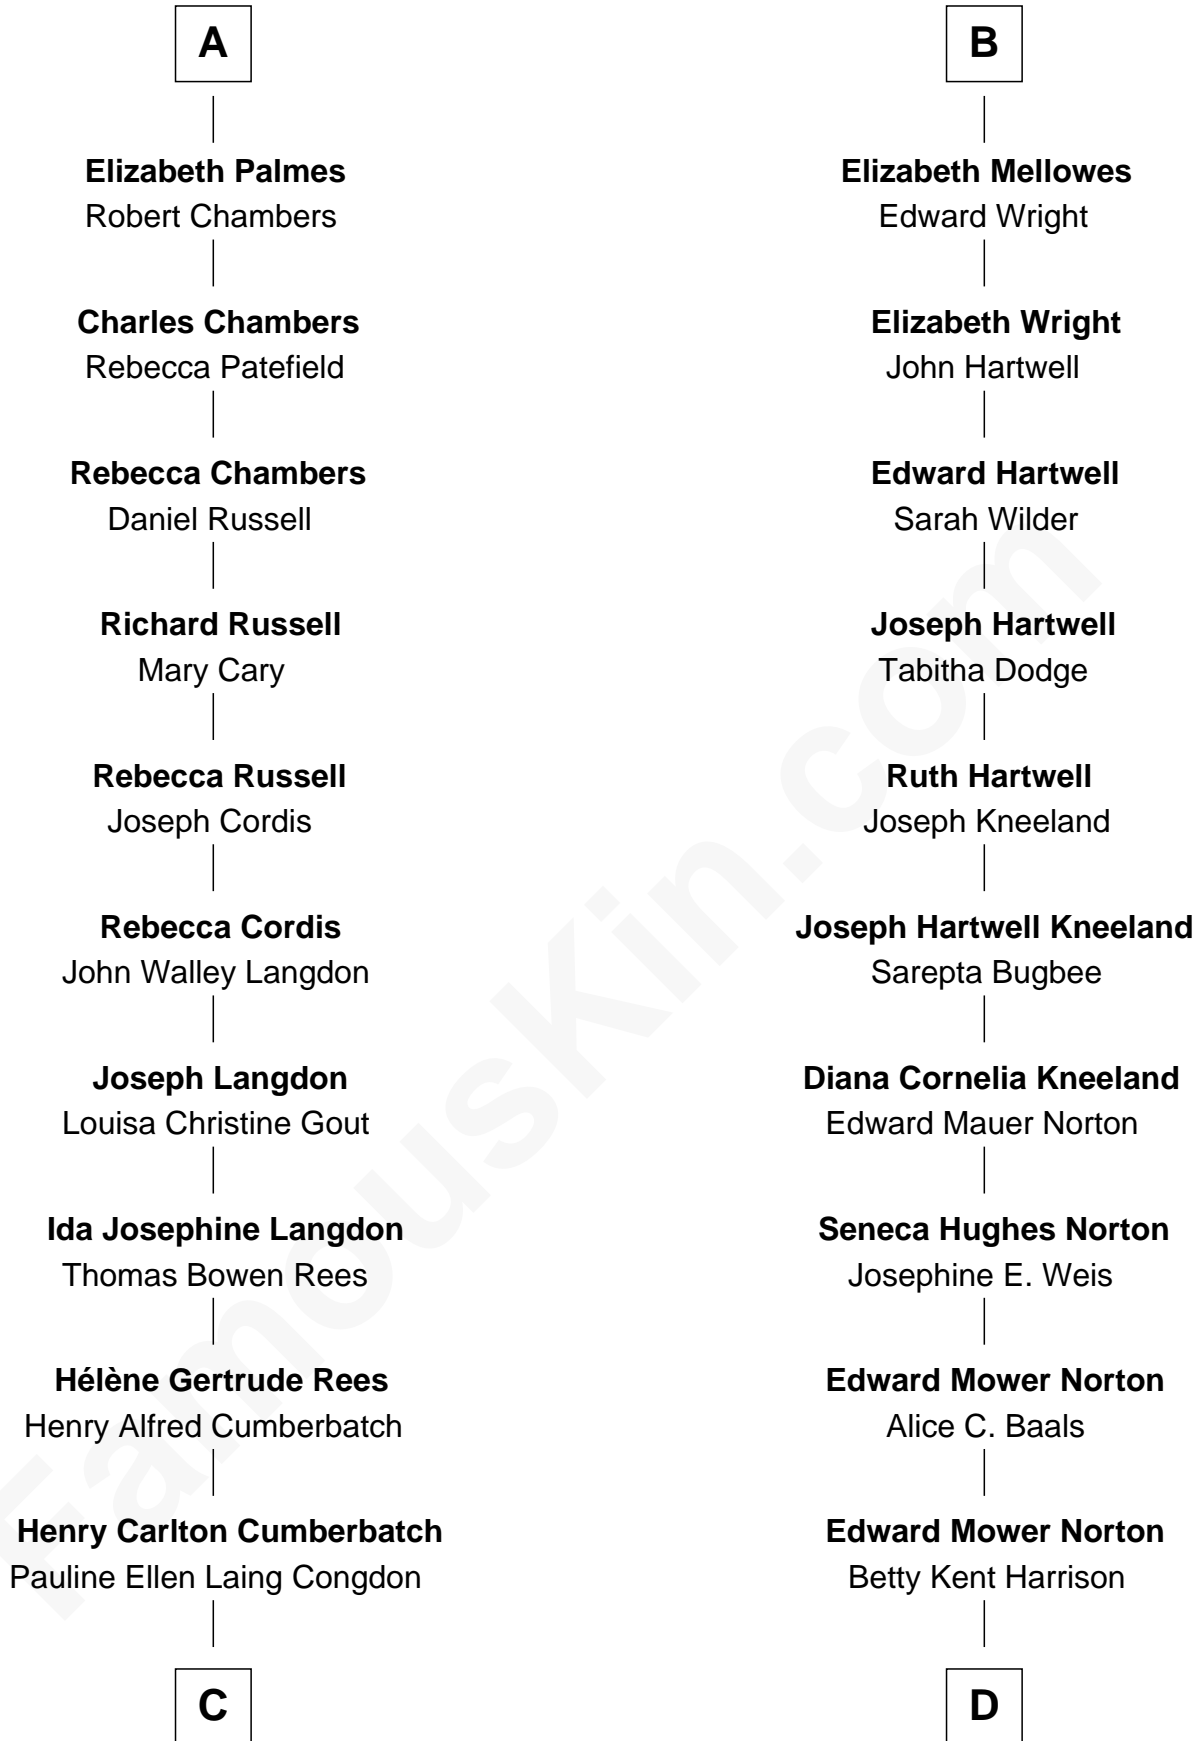 A
Elizabeth Palmes
Robert Chambers
Charles Chambers
Rebecca Patefield
Rebecca Chambers
Daniel Russell
Richard Russell
Mary Cary
Rebecca Russell
Joseph Cordis
Rebecca Cordis
John Walley Langdon
Joseph Langdon
Louisa Christine Gout
Ida Josephine Langdon
Thomas Bowen Rees
Hélène Gertrude Rees
Henry Alfred Cumberbatch
Henry Carlton Cumberbatch
Pauline Ellen Laing Congdon
C
B
Elizabeth Mellowes
Edward Wright
Elizabeth Wright
John Hartwell
Edward Hartwell
Sarah Wilder
Joseph Hartwell
Tabitha Dodge
Ruth Hartwell
Joseph Kneeland
Joseph Hartwell Kneeland
Sarepta Bugbee
Diana Cornelia Kneeland
Edward Mauer Norton
Seneca Hughes Norton
Josephine E. Weis
Edward Mower Norton
Alice C. Baals
Edward Mower Norton
Betty Kent Harrison
D
FamousKin.com